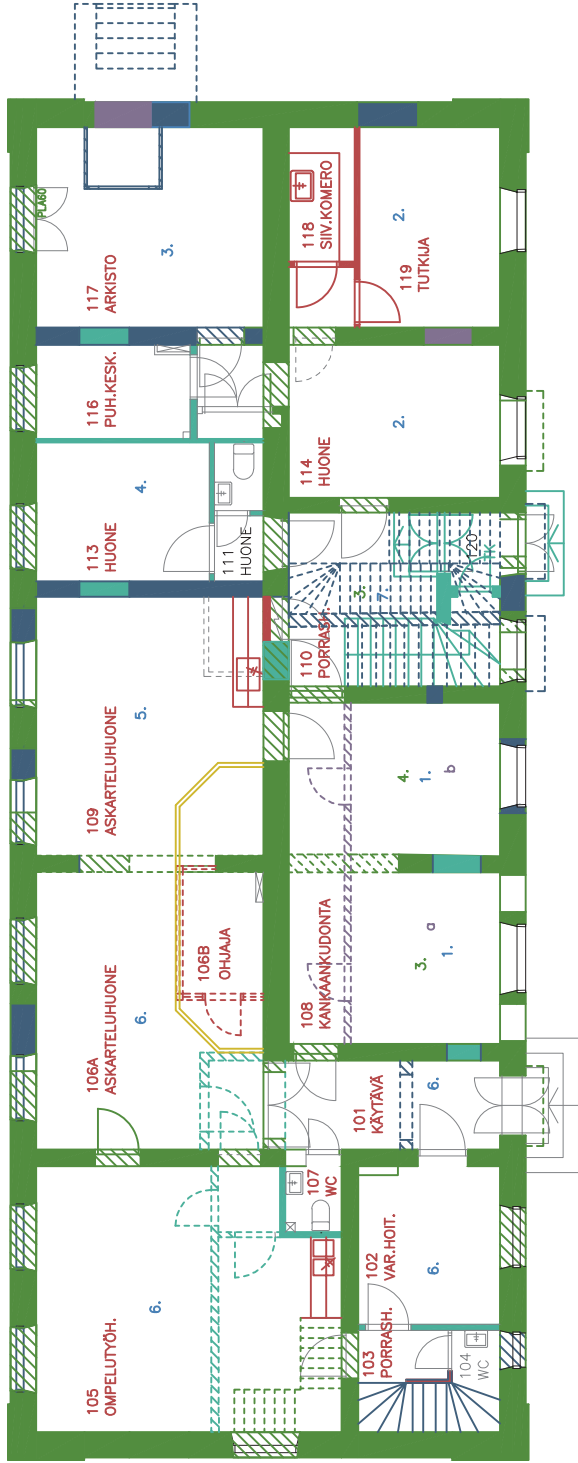 PLA60
117
ARKISTO
3.
118
SIIV.KOMERO
119
TUTKIJA
2.
116
PUH.KESK.
114
HUONE
2.
113
HUONE
4.
111
HUONE
120
3.
7
110
PORRASH.
109
ASKARTELUHUONE
5.
4.
1.
b
106A
ASKARTELUHUONE
6.
106B
OHJAJA
108
KANKAANKUDONTA
3.
1.
a
101
KÄYTÄVÄ
6.
107
WC
102
VAR.HOIT.
6.
105
OMPELUTYÖH.
6.
103
PORRASH.
104
WC